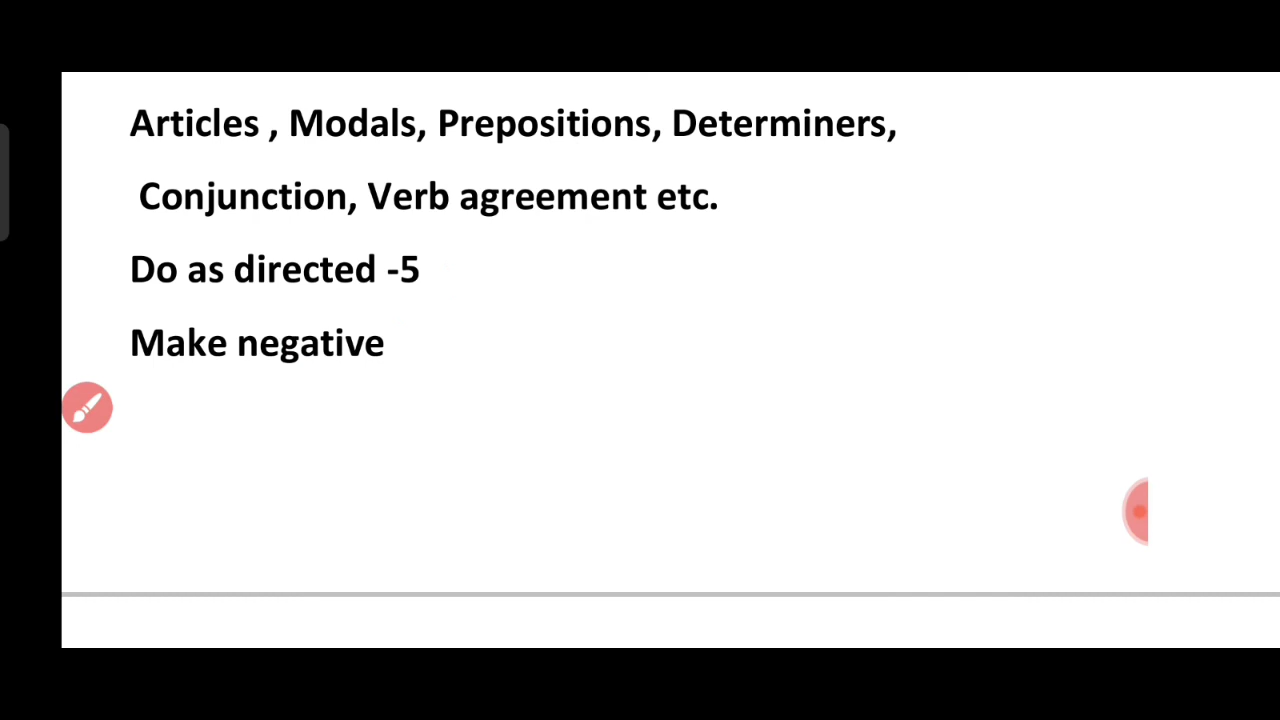 Articles , Modals, Prepositions, Determiners,
Conjunction, Verb agreement etc.
Do as directed -5
Make negative